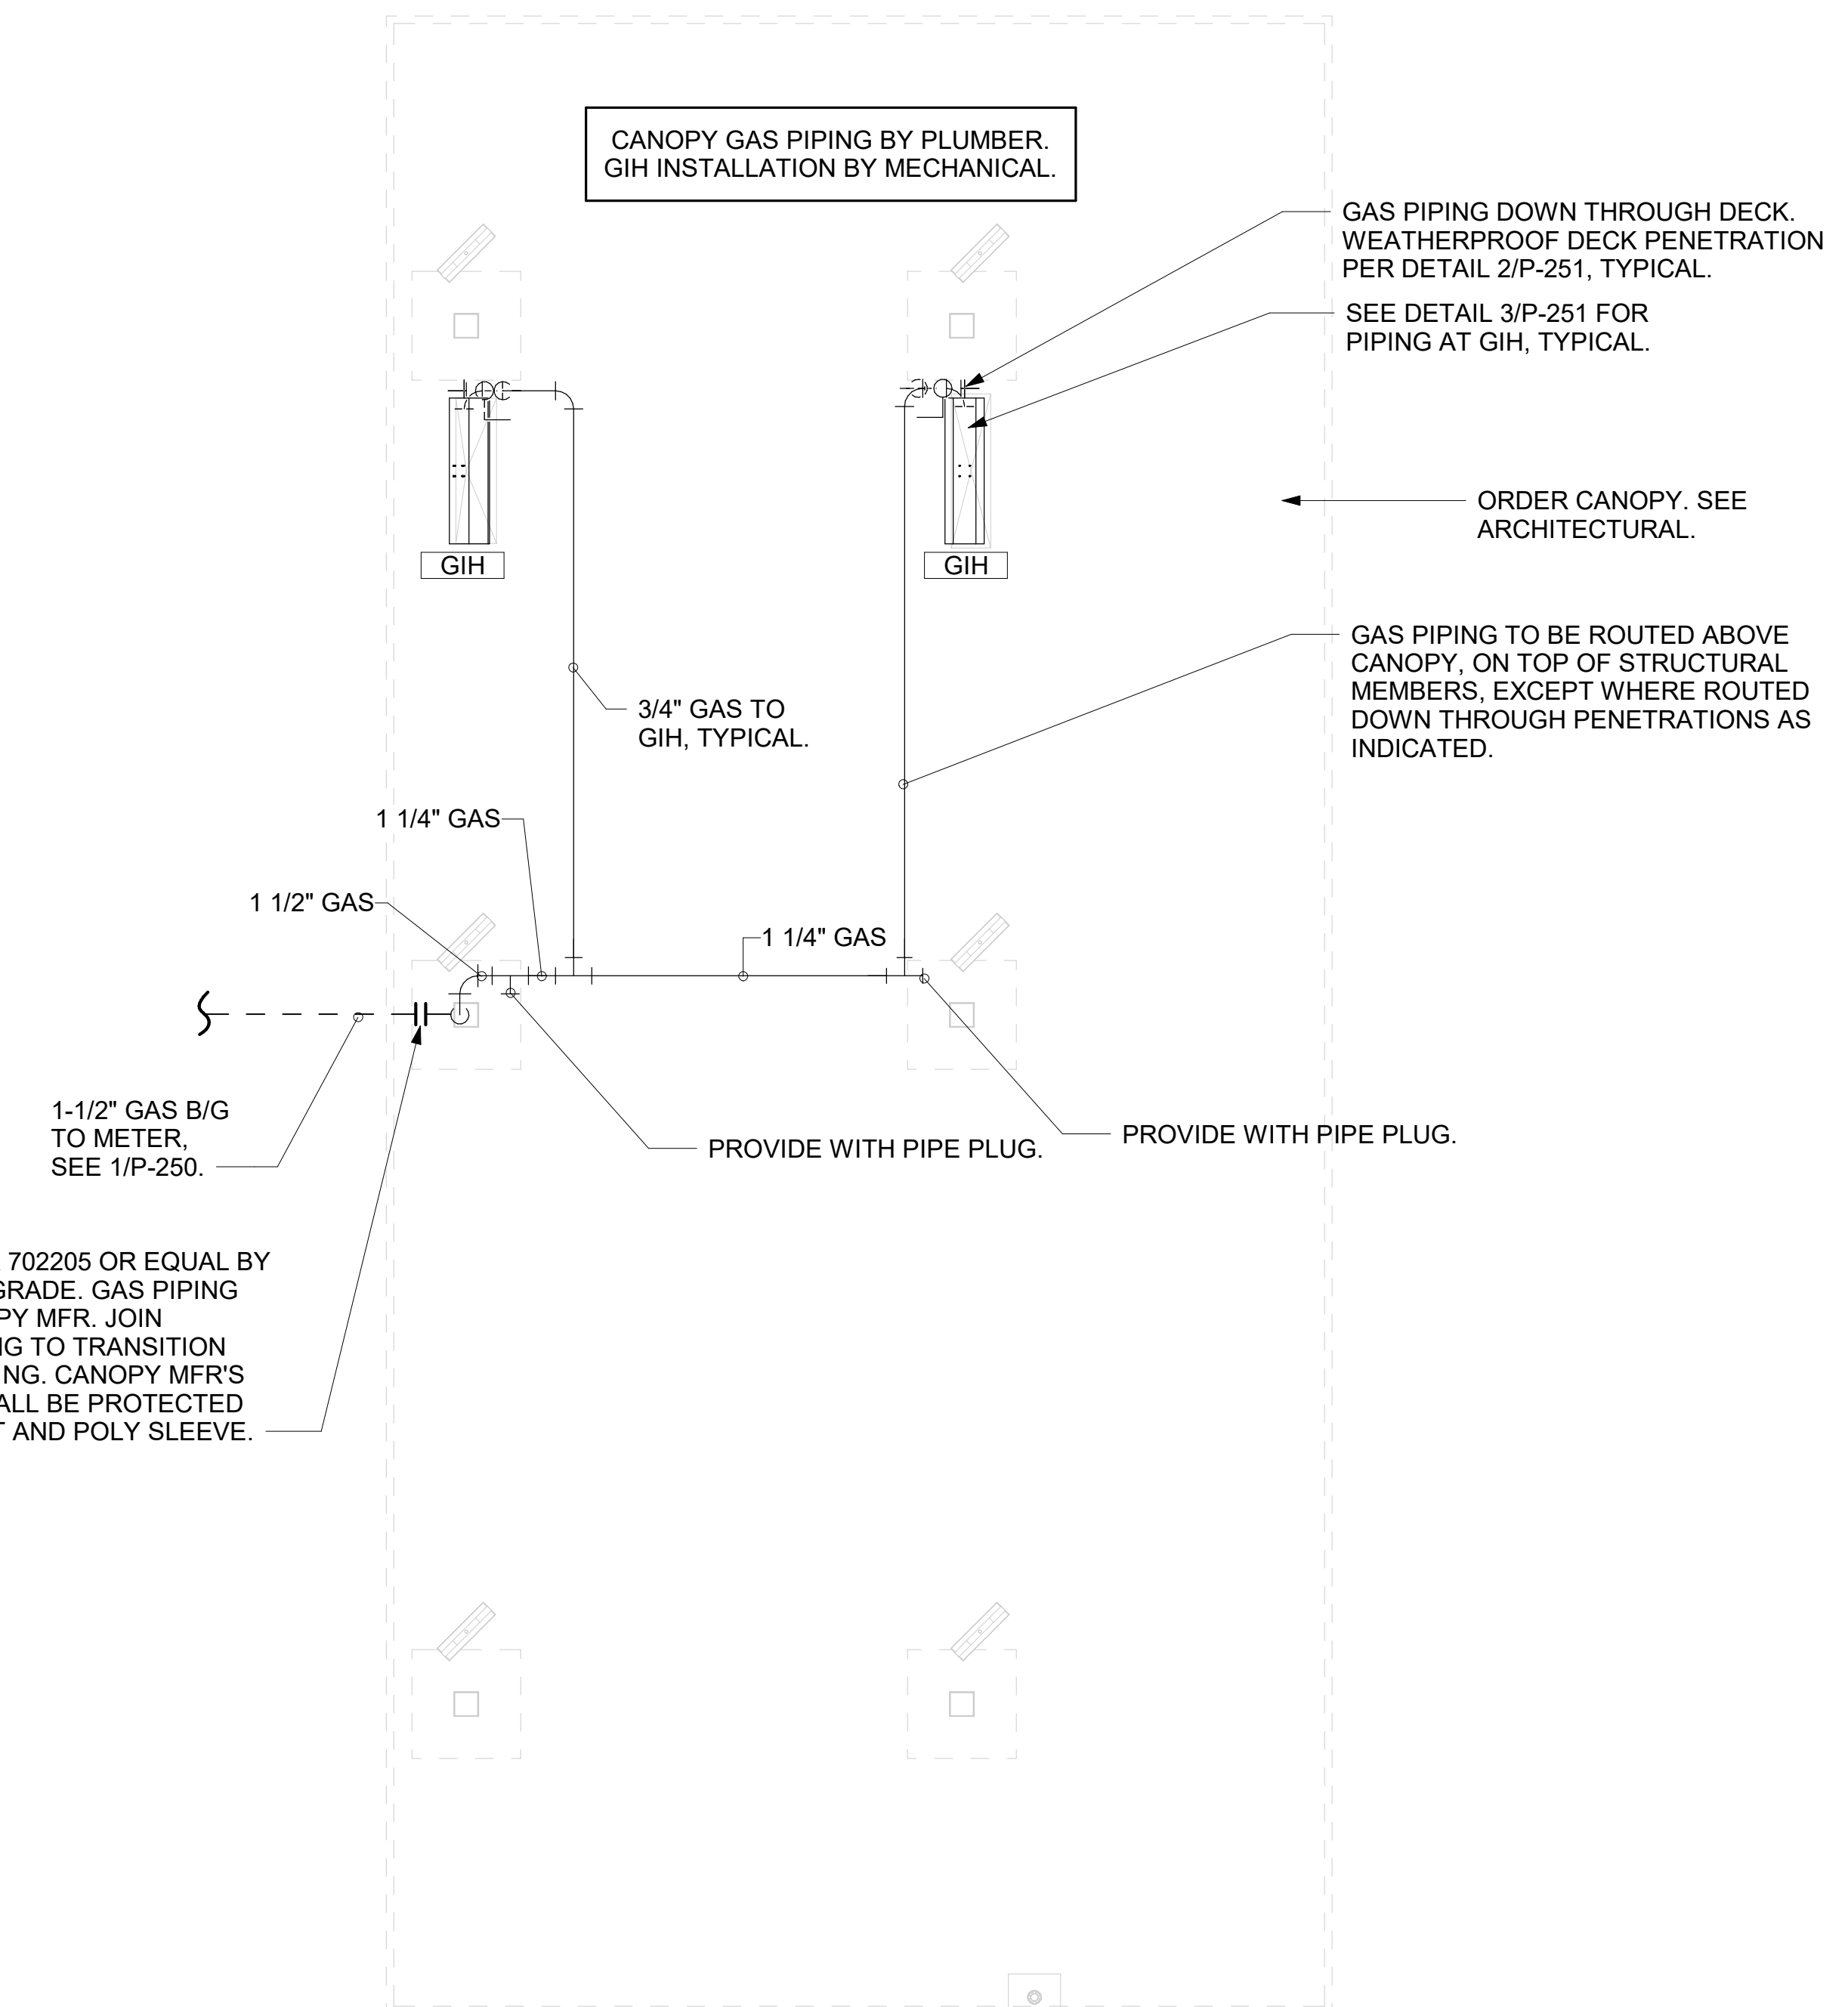 CANOPY GAS PIPING BY PLUMBER.
GIH INSTALLATION BY MECHANICAL.
GAS PIPING DOWN THROUGH DECK.
WEATHERPROOF DECK PENETRATION
PER DETAIL 2/P-251, TYPICAL.
SEE DETAIL 3/P-251 FOR
PIPING AT GIH, TYPICAL.
ORDER CANOPY. SEE
ARCHITECTURAL.
GIH
GIH
GAS PIPING TO BE ROUTED ABOVE
CANOPY, ON TOP OF STRUCTURAL
MEMBERS, EXCEPT WHERE ROUTED
DOWN THROUGH PENETRATIONS AS
INDICATED.
3/4" GAS TO
GIH, TYPICAL.
1 1/4" GAS
1 1/2" GAS
1 1/4" GAS
1-1/2" GAS B/G
TO METER,
SEE 1/P-250.
PROVIDE WITH PIPE PLUG.
PROVIDE WITH PIPE PLUG.
702205 OR EQUAL BY
GRADE. GAS PIPING
MFR. JOIN
TO TRANSITION
CANOPY MFR'S
BE PROTECTED
AND POLY SLEEVE.